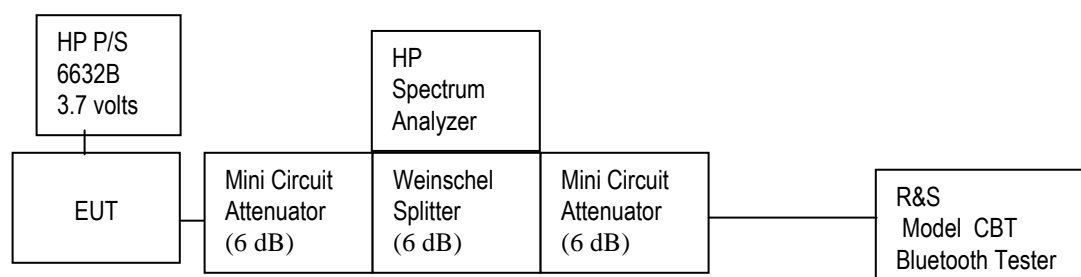 HP P/S
6632B
3.7 volts
HP
Spectrum
Analyzer
EUT
Mini Circuit
Attenuator
(6 dB)
Weinschel
Splitter
(6 dB)
Mini Circuit
Attenuator
(6 dB)
R&S
Model CBT
Bluetooth Tester